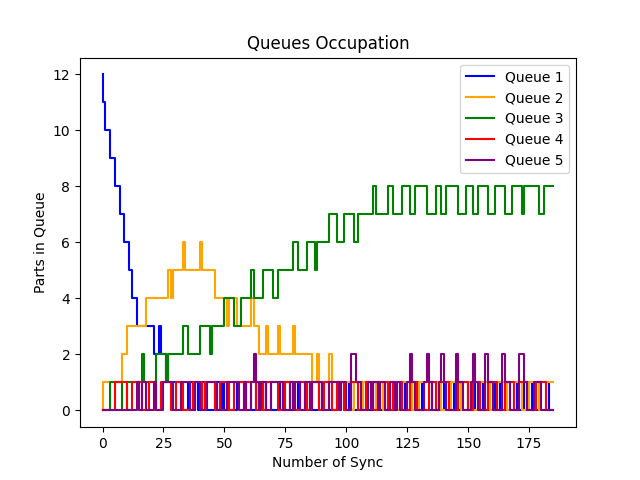 Queues Occupation
Queue 1
Queue 2
Queue 3
Queue 4
Queue 5
Parts in Queue
12
10
8
6
4
2
0
0 25 50 75 100 125 150 175
Number of Sync